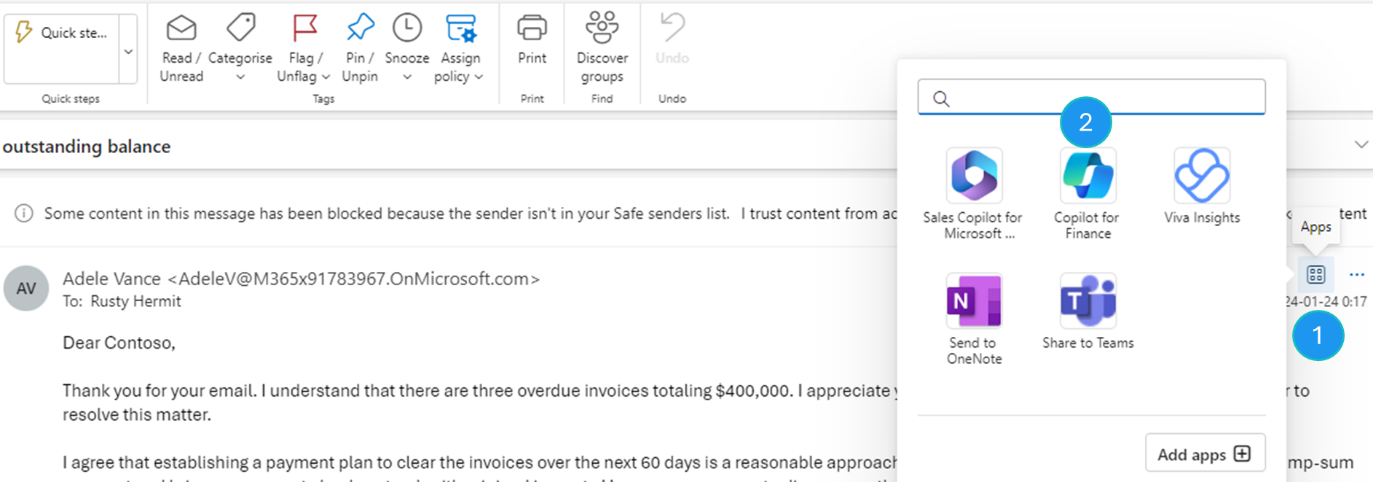 Quick ste...
Read / Unread
Categorise
Flag / Unflag
Pin / Unpin
Snooze
Assign policy
Print
Discover groups
Undo
Quick steps
Tags
Print
Find
Undo
outstanding balance
2
Sales Copilot for Microsoft ...
Copilot for Finance
Viva Insights
Send to OneNote
Share to Teams
Add apps
Some content in this message has been blocked because the sender isn't in your Safe senders list. I trust content from
Apps
AV
Adele Vance <AdeleV@M365x91783967.OnMicrosoft.com>
To: Rusty Hermit
24-01-24 0:17
1
Dear Contoso,
Thank you for your email. I understand that there are three overdue invoices totaling $400,000. I appreciate
to
resolve this matter.
I agree that establishing a payment plan to clear the invoices over the next 60 days is a reasonable approach
mp-sum